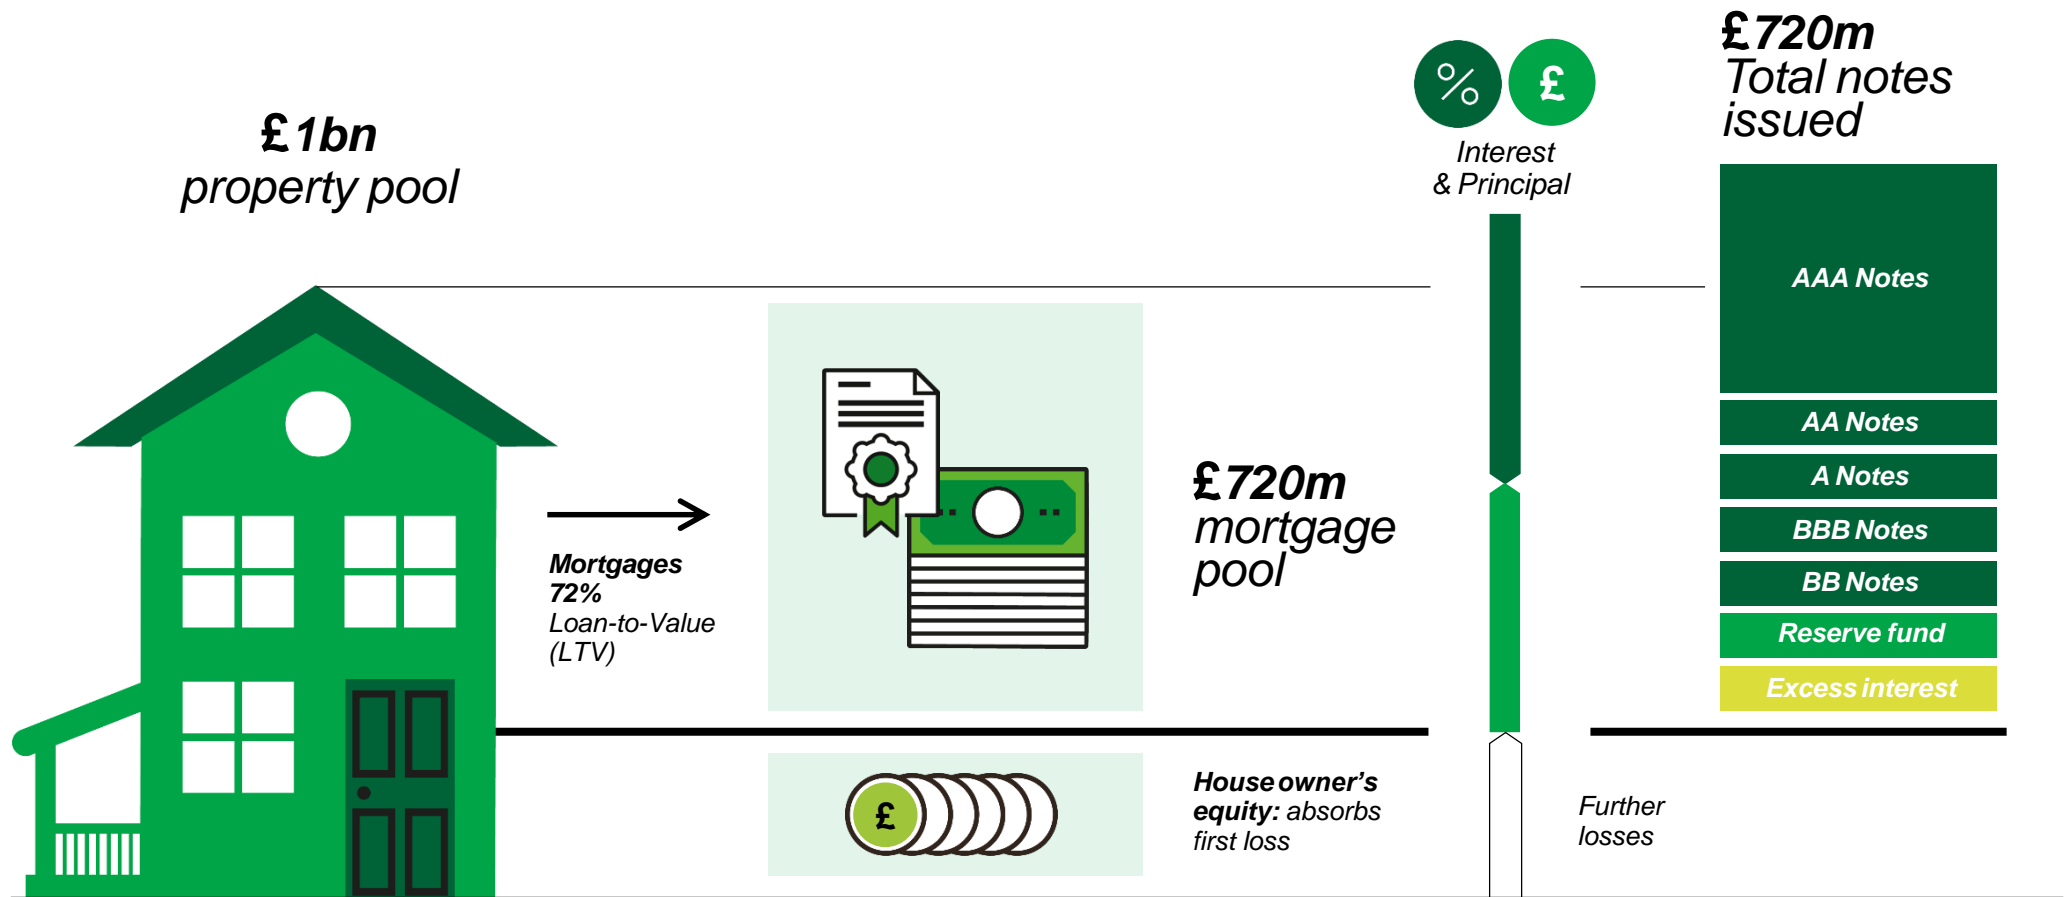 £1bn
property pool
Mortgages
72%
Loan-to-Value
(LTV)
£720m
mortgage
pool
£
House owner's
equity: absorbs
first loss
% £
Interest
& Principal
Further
losses
£720m
Total notes
issued
AAA Notes
AA Notes
A Notes
BBB Notes
BB Notes
Reserve fund
Excess interest